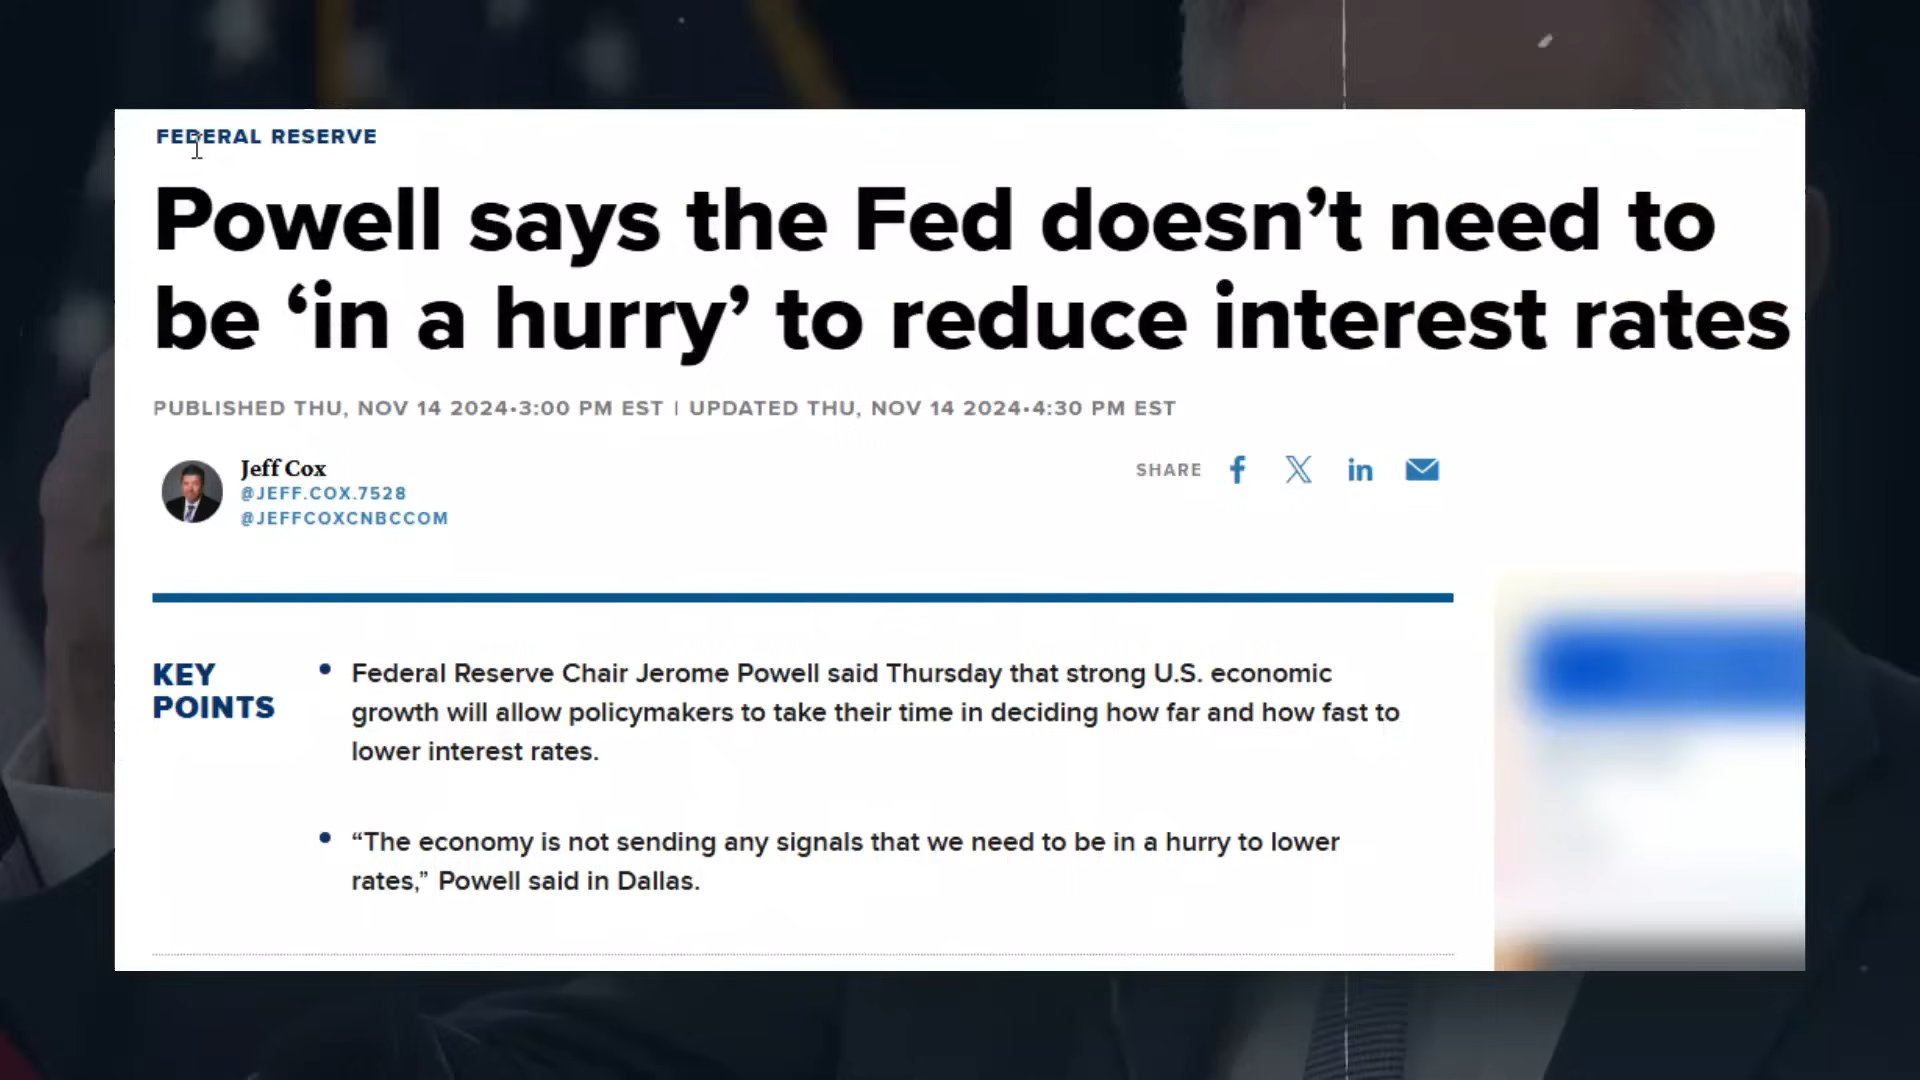 FEDERAL RESERVE
Powell says the Fed doesn’t need to
be ‘in a hurry’ to reduce interest rates
PUBLISHED THU, NOV 14 2024•3:00 PM EST | UPDATED THU, NOV 14 2024•4:30 PM EST
Jeff Cox
@JEFF.COX.7528
@JEFFCOXCNBCCOM
SHARE
KEY
POINTS
• Federal Reserve Chair Jerome Powell said Thursday that strong U.S. economic
growth will allow policymakers to take their time in deciding how far and how fast to
lower interest rates.
• “The economy is not sending any signals that we need to be in a hurry to lower
rates,” Powell said in Dallas.